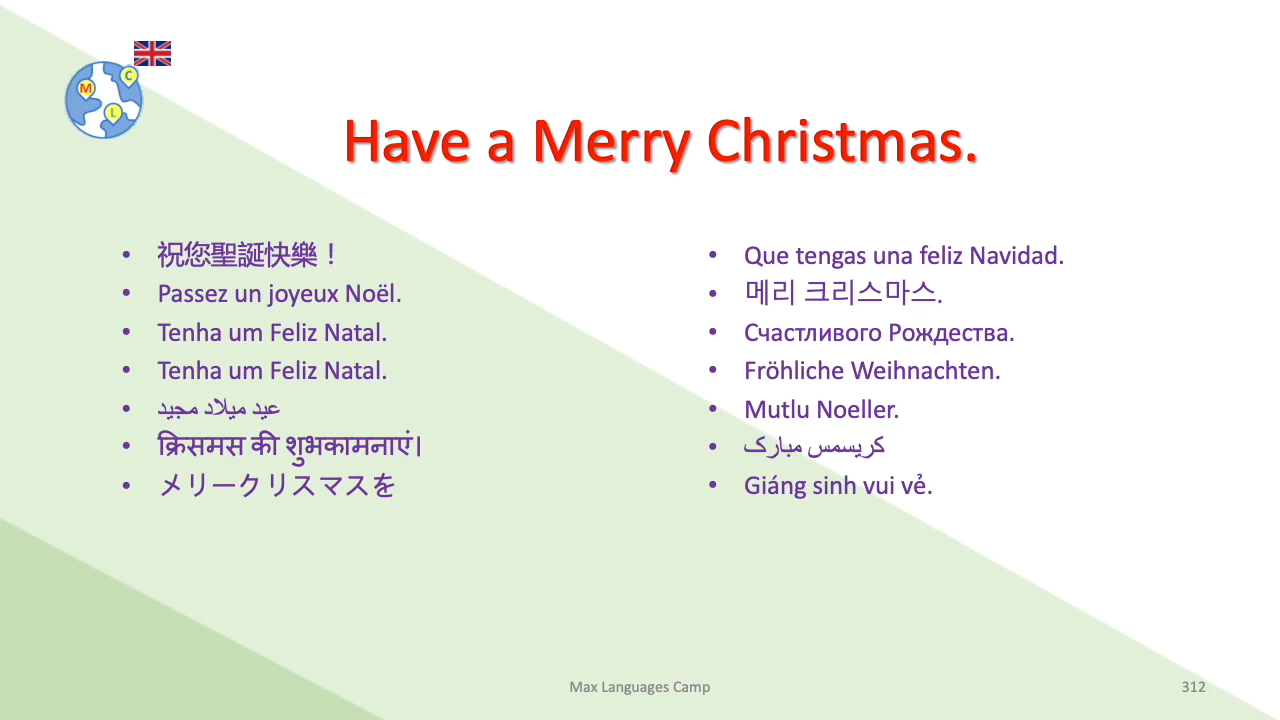 M
C
L
Have a Merry Christmas.
• 祝您聖誕快樂！
• Passez un joyeux Noël.
• Tenha um Feliz Natal.
• Tenha um Feliz Natal.
• عيد ميلاد مجيد
• क्रिसमस की शुभकामनाएं।
• メリークリスマスを
• Que tengas una feliz Navidad.
• 메리 크리스마스.
• Счастливого Рождества.
• Fröhliche Weihnachten.
• Mutlu Noeller.
• کریسمس مبارک
• Giáng sinh vui vẻ.
Max Languages Camp
312